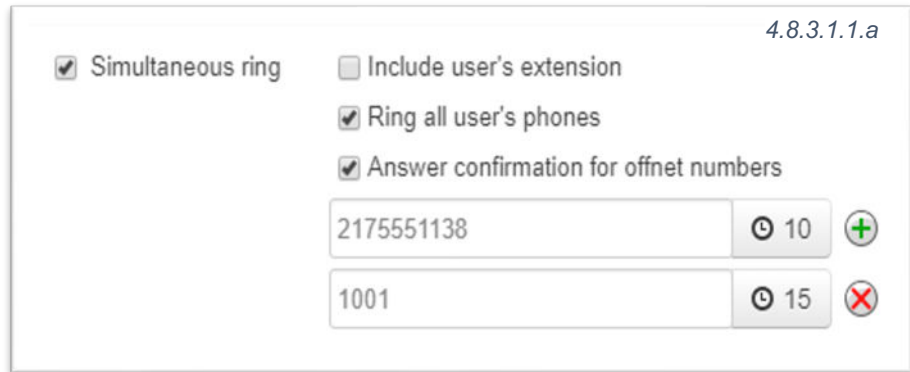 4.8.3.1.1.a
Simultaneous ring Include user's extension
Ring all user's phones
Answer confirmation for offnet numbers
2175551138 10
1001 15